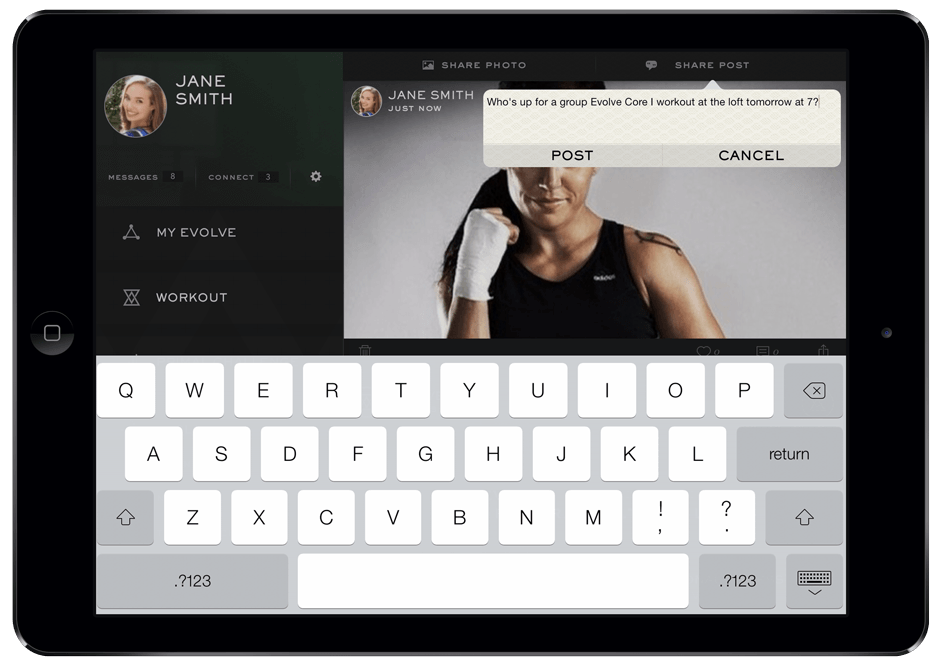 JANE
SMITH
MESSAGES 8
CONNECT 3
MY EVOLVE
WORKOUT
SHARE PHOTO
SHARE POST
JANE SMITH
JUST NOW
Who's up for a group Evolve Core I workout at the loft tomorrow at 7?
POST
CANCEL
adidas
0
0
Q W E R T Y U I O P
A S D F G H J K L return
Z X C V B N M ! , ? .
.?123 .?123